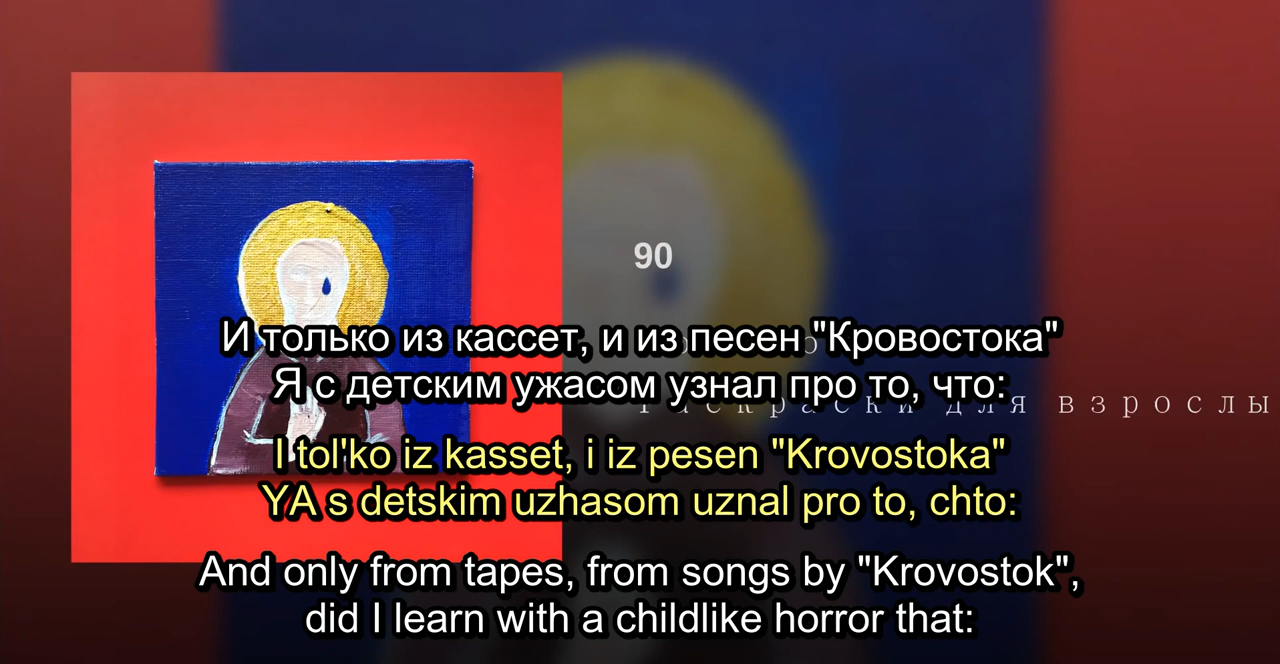 90
И только из кассет, и из песен "Кровостока"
Я с детским ужасом узнал про то, что:
Раскраски для взрослы
I tol'ko iz kasset, i iz pesen "Krovostoka"
YA s detskim uzhasom uznal pro to, chto:
And only from tapes, from songs by "Krovostok",
did I learn with a childlike horror that: